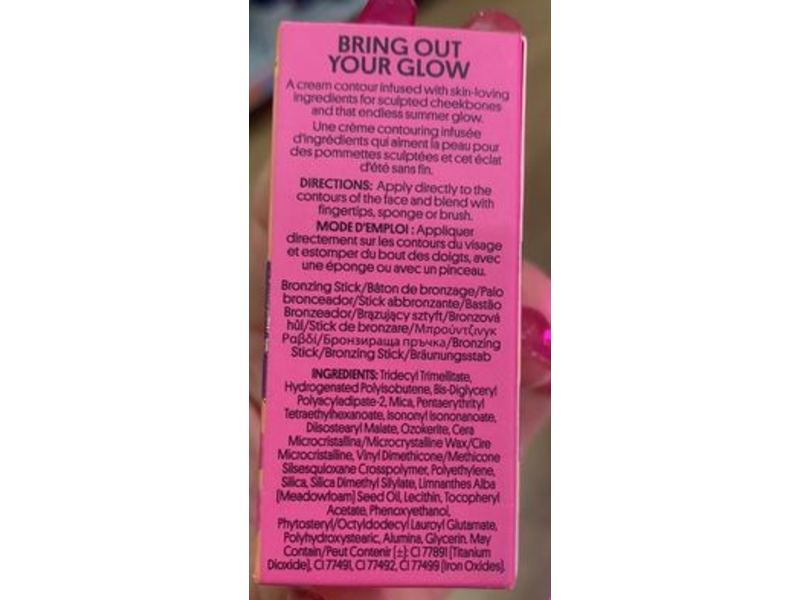 BRING OUT
YOUR GLOW
A cream contour infused with skin-loving
ingredients for sculpted cheekbones
and that endless summer glow.
Une crème contouring infusée
d'ingrédients qui aiment la peau pour
des pommettes sculptées et cet éclat
d'été sans fin.
DIRECTIONS: Apply directly to the
contours of the face and blend with
fingertips, sponge or brush.
MODE D'EMPLOI : Appliquer
directement sur les contours du visage
et estomper du bout des doigts, avec
une éponge ou avec un pinceau.
Bronzing Stick/Bâton de bronzage/Palo
bronceador/Stick abbronzante/Bastão
Bronzeador/Brązujący sztyft/Bronzová
hůl/Stick de bronzare/Μπρούντζινγκ
Ραβδί/Бронзираща пръчка/Bronzing
Stick/Bronzing Stick/Bräunungsstab
INGREDIENTS: Tridecyl Trimellitate,
Hydrogenated Polyisobutene, Bis-Diglyceryl
Polyacyladipate-2, Mica, Pentaerythrityl
Tetraethylhexanoate, Isononyl Isononanoate,
Diisostearyl Malate, Ozokerite, Cera
Microcristallina/Microcrystalline Wax/Cire
Microcristalline, Vinyl Dimethicone/Methicone
Silsesquioxane Crosspolymer, Polyethylene,
Silica, Silica Dimethyl Silylate, Limnanthes Alba
(Meadowfoam) Seed Oil, Lecithin, Tocopheryl
Acetate, Phenoxyethanol,
Phytosteryl/Octyldodecyl Lauroyl Glutamate,
Polyhydroxystearic, Alumina, Glycerin. May
Contain/Peut Contenir (±): CI 77891 (Titanium
Dioxide), CI 77491, CI 77492, CI 77499 (Iron Oxides).